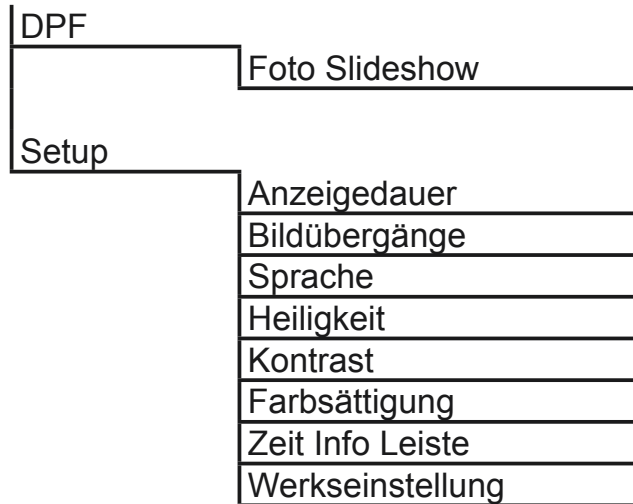 DPF
Foto Slideshow
Setup
Anzeigedauer
Bildübergänge
Sprache
Heiligkeit
Kontrast
Farbsättigung
Zeit Info Leiste
Werkseinstellung